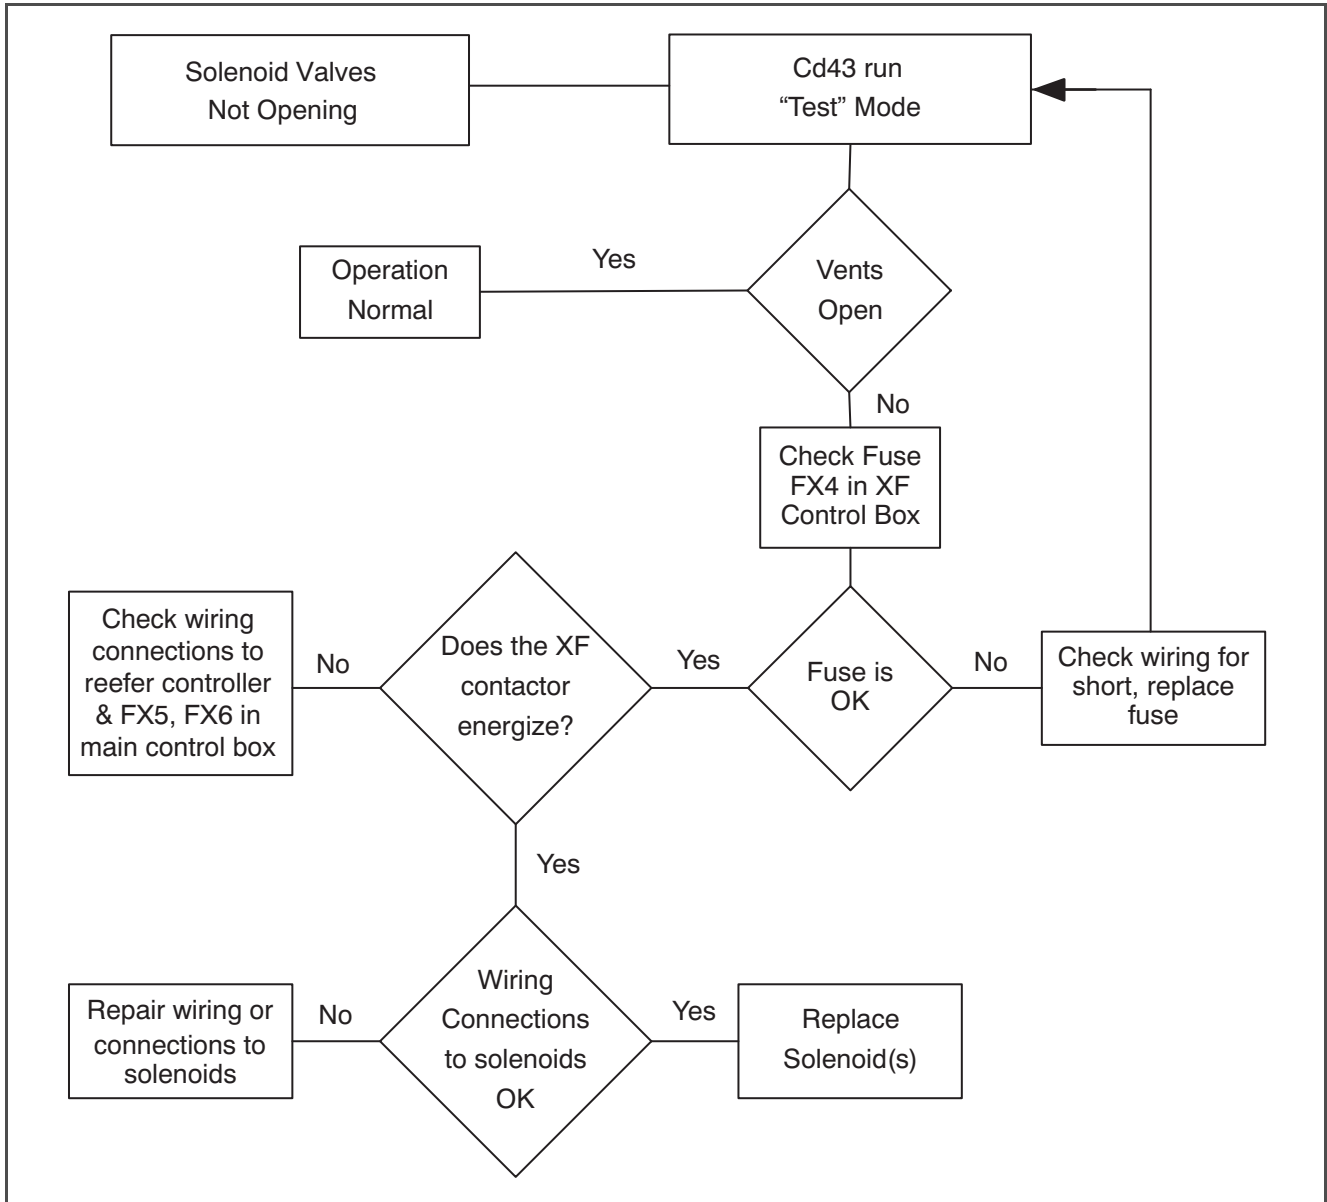 Solenoid Valves
Not Opening
Cd43 run
“Test” Mode
Yes
Operation
Normal
Vents
Open
No
Check Fuse
FX4 in XF
Control Box
Check wiring
connections to
reefer controller
& FX5, FX6 in
main control box
No
Does the XF
contactor
energize?
Yes
Fuse is
OK
No
Check wiring for
short, replace
fuse
Yes
Repair wiring or
connections to
solenoids
No
Wiring
Connections
to solenoids
OK
Yes
Replace
Solenoid(s)